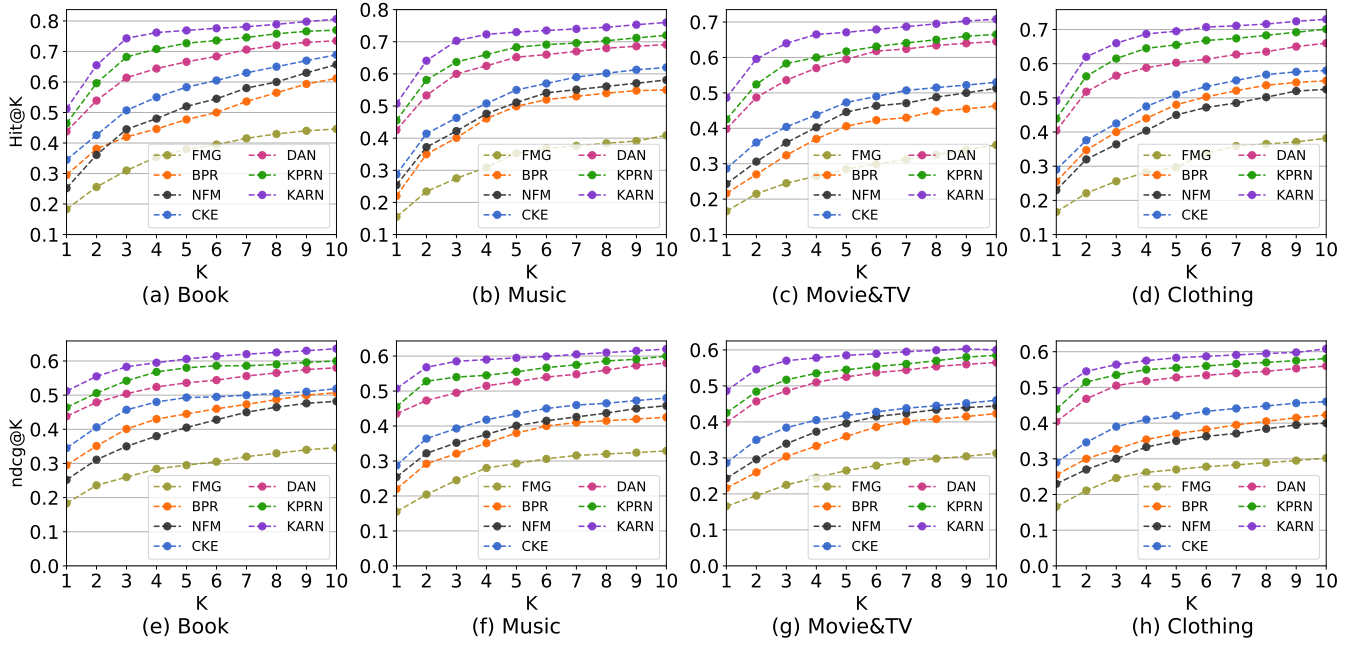 Hit@K
0.8
0.7
0.6
0.5
0.4
0.3
0.2
0.1
FMG
BPR
NFM
CKE
DAN
KPRN
KARN
1 2 3 4 5 6 7 8 9 10
K
(a) Book
0.8
0.7
0.6
0.5
0.4
0.3
0.2
0.1
FMG
BPR
NFM
CKE
DAN
KPRN
KARN
1 2 3 4 5 6 7 8 9 10
K
(b) Music
0.7
0.6
0.5
0.4
0.3
0.2
0.1
FMG
BPR
NFM
CKE
DAN
KPRN
KARN
1 2 3 4 5 6 7 8 9 10
K
(c) Movie&TV
0.7
0.6
0.5
0.4
0.3
0.2
0.1
FMG
BPR
NFM
CKE
DAN
KPRN
KARN
1 2 3 4 5 6 7 8 9 10
K
(d) Clothing
ndcg@K
0.6
0.5
0.4
0.3
0.2
0.1
0.0
FMG
BPR
NFM
CKE
DAN
KPRN
KARN
1 2 3 4 5 6 7 8 9 10
K
(e) Book
0.6
0.5
0.4
0.3
0.2
0.1
0.0
FMG
BPR
NFM
CKE
DAN
KPRN
KARN
1 2 3 4 5 6 7 8 9 10
K
(f) Music
0.6
0.5
0.4
0.3
0.2
0.1
0.0
FMG
BPR
NFM
CKE
DAN
KPRN
KARN
1 2 3 4 5 6 7 8 9 10
K
(g) Movie&TV
0.6
0.5
0.4
0.3
0.2
0.1
0.0
FMG
BPR
NFM
CKE
DAN
KPRN
KARN
1 2 3 4 5 6 7 8 9 10
K
(h) Clothing